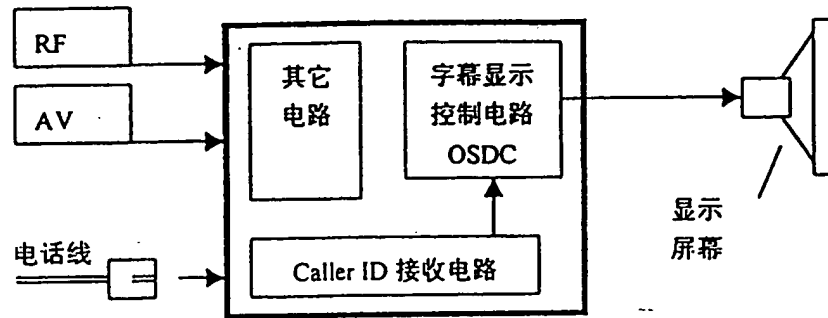 RF
AV
其它
电路
字幕显示
控制电路
OSDC
显示
屏幕
电话线
Caller ID 接收电路